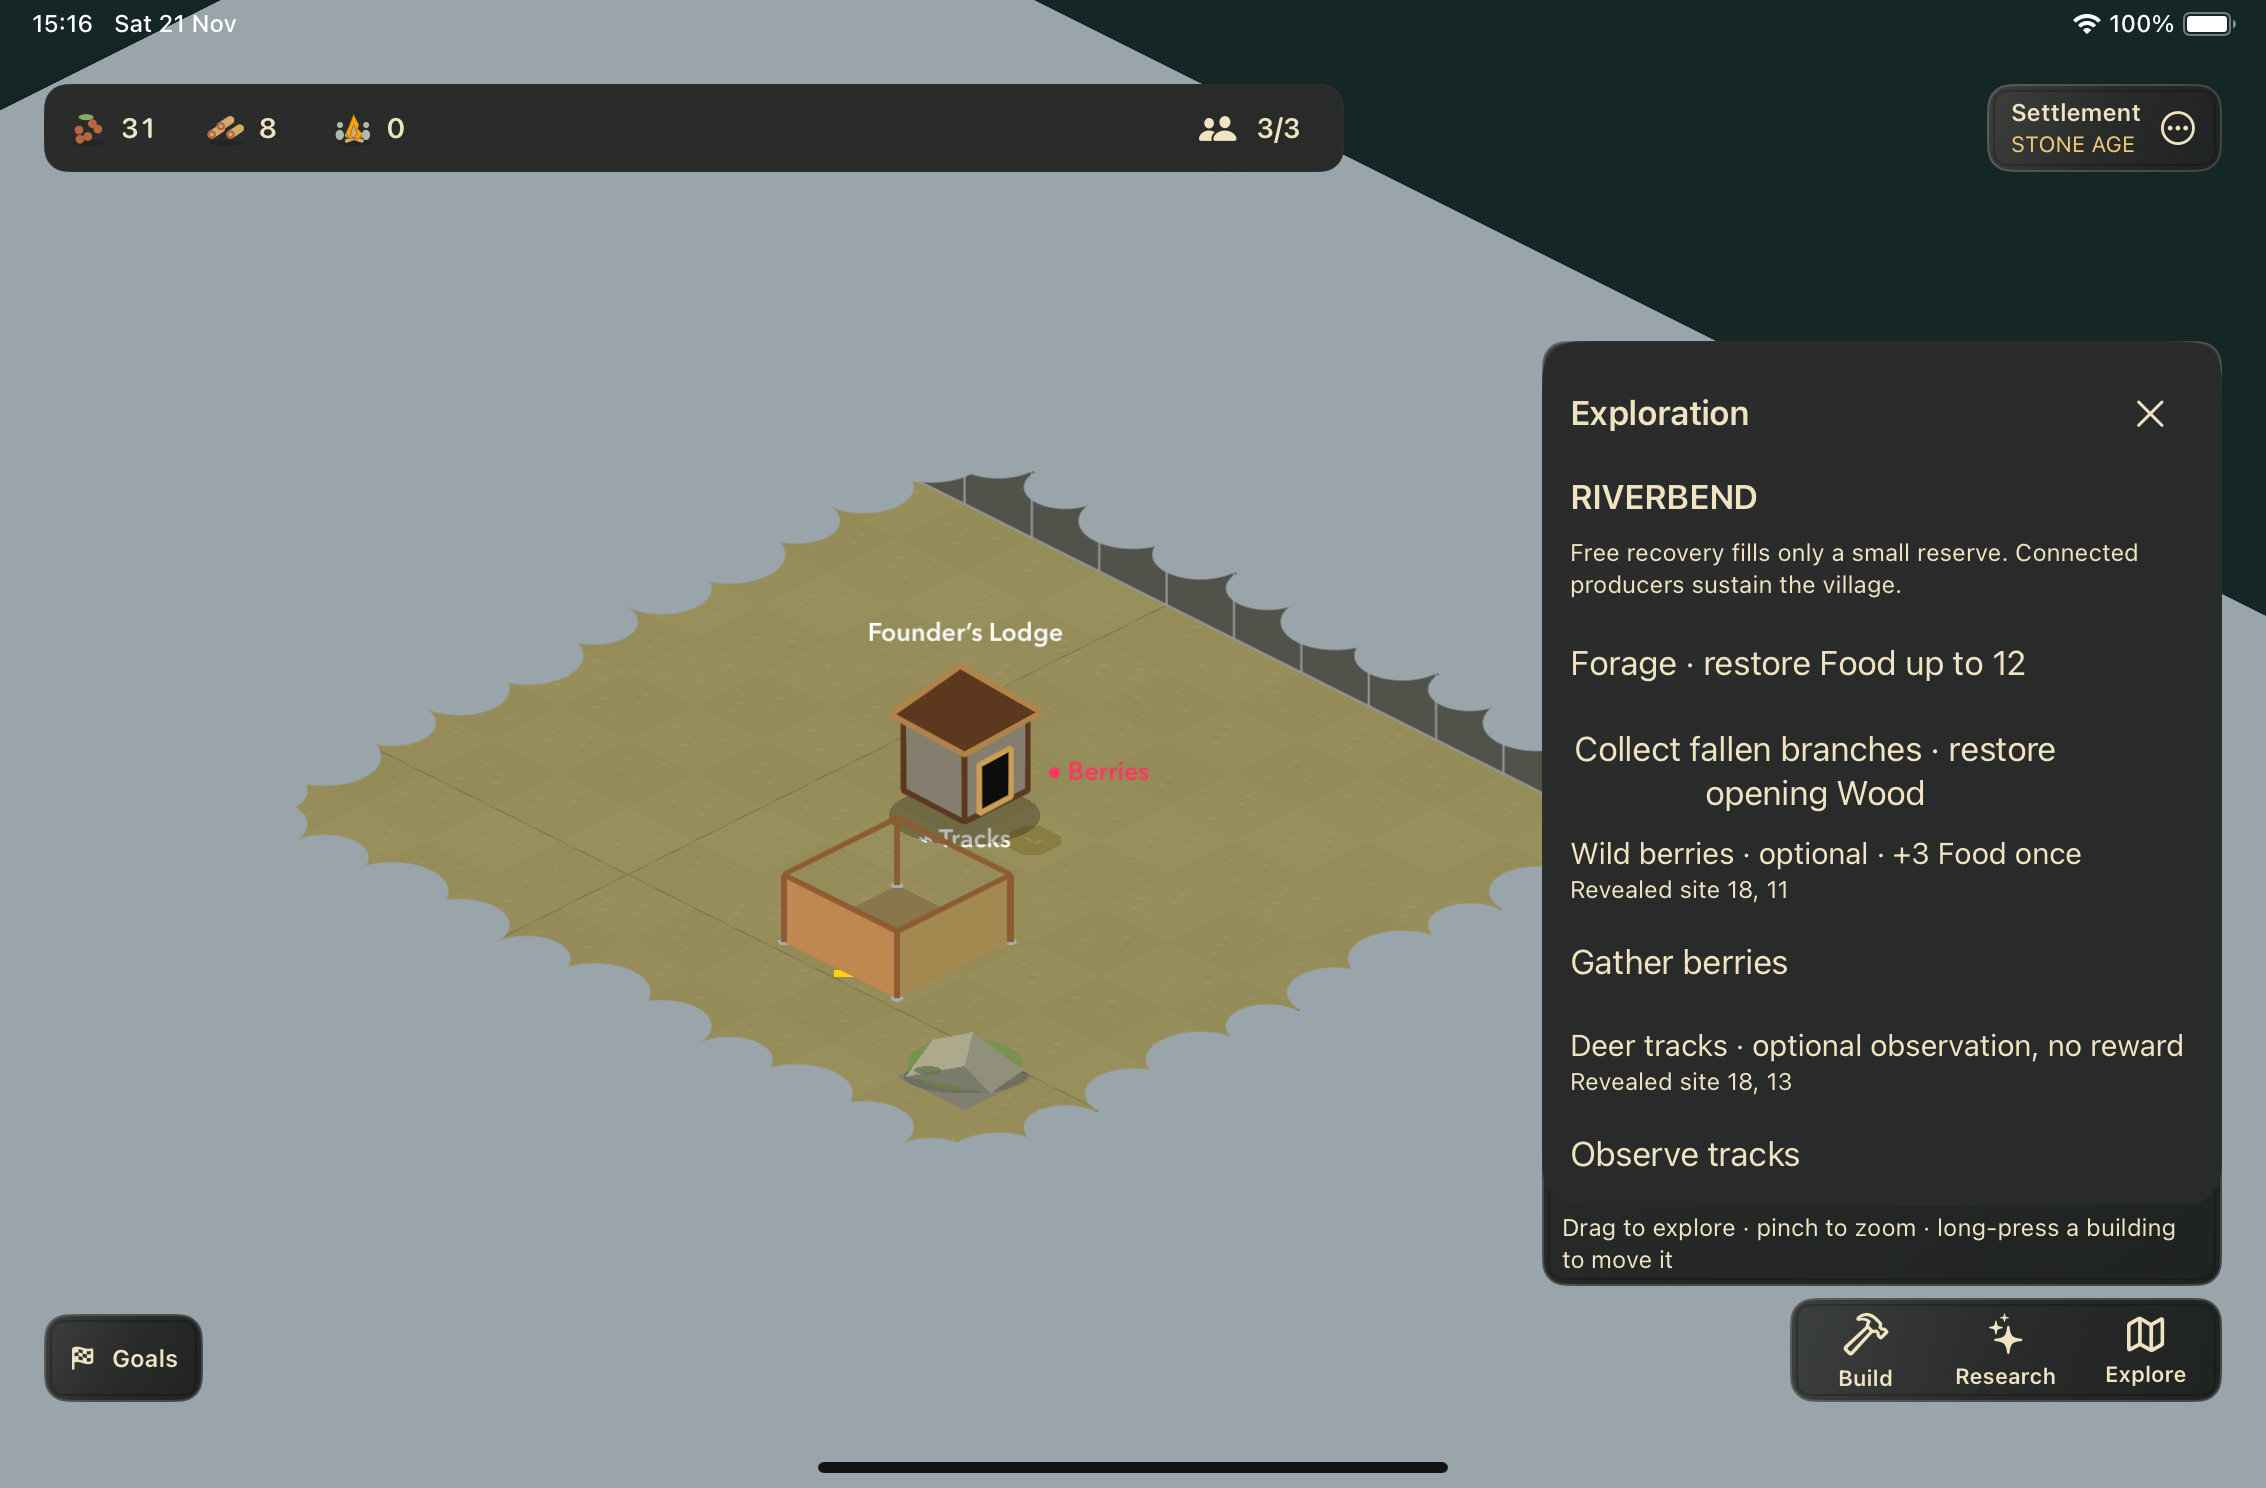 15:16 Sat 21 Nov
100%
31 8 0 3/3
Settlement
STONE AGE
Exploration
RIVERBEND
Free recovery fills only a small reserve. Connected
producers sustain the village.
Forage · restore Food up to 12
Collect fallen branches · restore
opening Wood
Wild berries · optional · +3 Food once
Revealed site 18, 11
Gather berries
Deer tracks · optional observation, no reward
Revealed site 18, 13
Observe tracks
Drag to explore · pinch to zoom · long-press a building
to move it
Founder’s Lodge
• Berries
Tracks
Goals
Build
Research
Explore